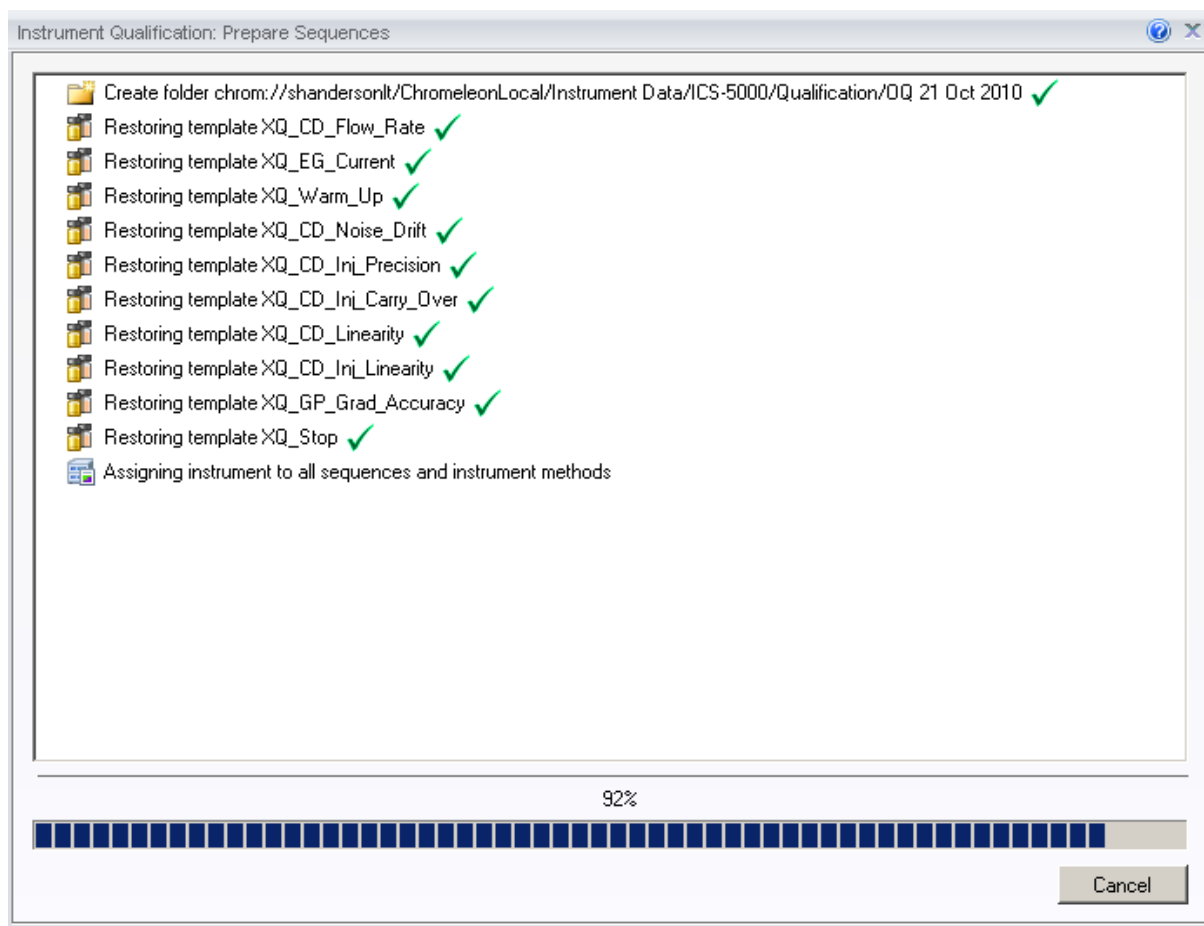 Instrument Qualification: Prepare Sequences
Create folder chrom://shandersonlt/ChromeleonLocal/Instrument Data/ICS-5000/Qualification/OQ 21 Oct 2010
Restoring template XQ_CD_Flow_Rate
Restoring template XQ_EG_Current
Restoring template XQ_Warm_Up
Restoring template XQ_CD_Noise_Drift
Restoring template XQ_CD_Inj_Precision
Restoring template XQ_CD_Inj_Carry_Over
Restoring template XQ_CD_Linearity
Restoring template XQ_CD_Inj_Linearity
Restoring template XQ_GP_Grad_Accuracy
Restoring template XQ_Stop
Assigning instrument to all sequences and instrument methods
92%
Cancel